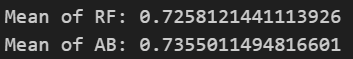 Mean of RF: 0.7258121441113926
Mean of AB: 0.7355011494816601